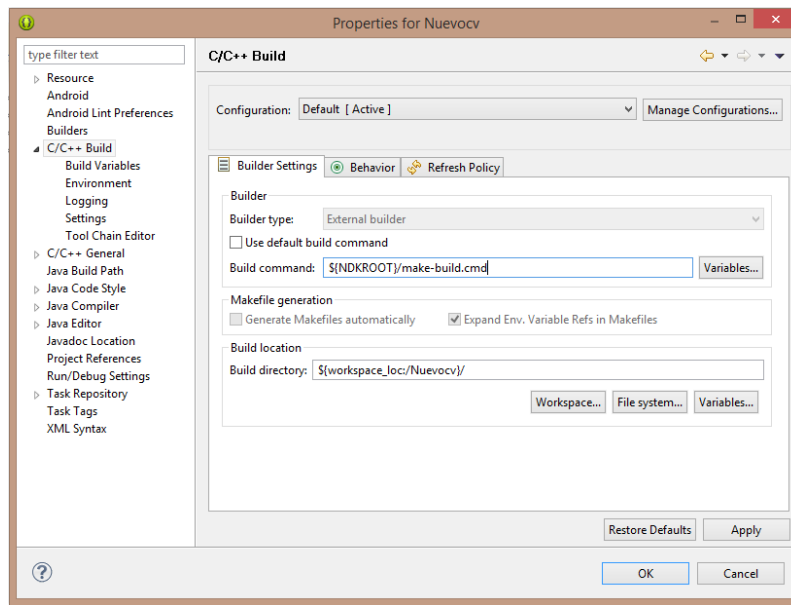 Properties for Nuevocv
type filter text
Resource
Android
Android Lint Preferences
Builders
C/C++ Build
Build Variables
Environment
Logging
Settings
Tool Chain Editor
C/C++ General
Java Build Path
Java Code Style
Java Compiler
Java Editor
Javadoc Location
Project References
Run/Debug Settings
Task Repository
Task Tags
XML Syntax
C/C++ Build
Configuration: Default [ Active ] Manage Configurations...
Builder Settings Behavior Refresh Policy
Builder
Builder type: External builder
Use default build command
Build command: ${NDKROOT}/make-build.cmd Variables...
Makefile generation
Generate Makefiles automatically Expand Env. Variable Refs in Makefiles
Build location
Build directory: ${workspace_loc:/Nuevocv}/
Workspace... File system... Variables...
Restore Defaults Apply
? OK Cancel